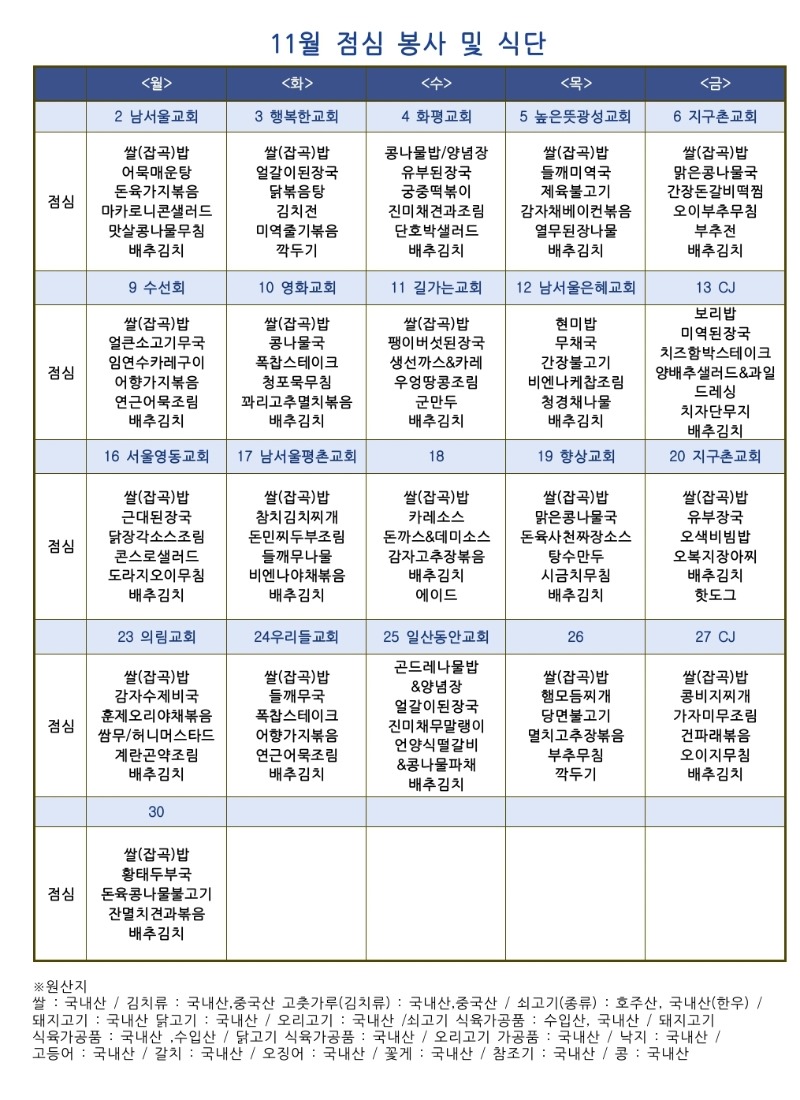 11월 점심 봉사 및 식단
<월> <화> <수> <목> <금>
2 남서울교회 3 행복한교회 4 화평교회 5 높은뜻광성교회 6 지구촌교회
점심
쌀(잡곡)밥
어묵매운탕
돈육가지볶음
마카로니콘샐러드
맛살콩나물무침
배추김치
쌀(잡곡)밥
얼갈이된장국
닭볶음탕
김치전
미역줄기볶음
깍두기
콩나물밥/양념장
유부된장국
궁중떡볶이
진미채견과조림
단호박샐러드
배추김치
쌀(잡곡)밥
들깨미역국
제육불고기
감자채베이컨볶음
열무된장나물
배추김치
쌀(잡곡)밥
맑은콩나물국
간장돈갈비떡찜
오이부추무침
부추전
배추김치
9 수선회 10 영화교회 11 길가는교회 12 남서울은혜교회 13 CJ
점심
쌀(잡곡)밥
얼큰소고기무국
임연수카레구이
어향가지볶음
연근어묵조림
배추김치
쌀(잡곡)밥
콩나물국
폭찹스테이크
청포묵무침
꽈리고추멸치볶음
배추김치
쌀(잡곡)밥
팽이버섯된장국
생선까스&카레
우엉땅콩조림
군만두
배추김치
현미밥
무채국
간장불고기
비엔나케찹조림
청경채나물
배추김치
보리밥
미역된장국
치즈함박스테이크
양배추샐러드&과일
드레싱
치자단무지
배추김치
16 서울영동교회 17 남서울평촌교회 18 19 향상교회 20 지구촌교회
점심
쌀(잡곡)밥
근대된장국
닭장각소스조림
콘스로샐러드
도라지오이무침
배추김치
쌀(잡곡)밥
참치김치찌개
돈민찌두부조림
들깨무나물
비엔나야채볶음
배추김치
쌀(잡곡)밥
카레소스
돈까스&데미소스
감자고추장볶음
배추김치
에이드
쌀(잡곡)밥
맑은콩나물국
돈육사천짜장소스
탕수만두
시금치무침
배추김치
쌀(잡곡)밥
유부장국
오색비빔밥
오복지장아찌
배추김치
핫도그
23 의림교회 24우리들교회 25 일산동안교회 26 27 CJ
점심
쌀(잡곡)밥
감자수제비국
훈제오리야채볶음
쌈무/허니머스타드
계란곤약조림
배추김치
쌀(잡곡)밥
들깨무국
폭찹스테이크
어향가지볶음
연근어묵조림
배추김치
곤드레나물밥
&양념장
얼갈이된장국
진미채무말랭이
언양식떨갈비
&콩나물파채
배추김치
쌀(잡곡)밥
햄모듬찌개
당면불고기
멸치고추장볶음
부추무침
깍두기
쌀(잡곡)밥
콩비지찌개
가자미무조림
건파래볶음
오이지무침
배추김치
30
점심
쌀(잡곡)밥
황태두부국
돈육콩나물불고기
잔멸치견과볶음
배추김치
※원산지
쌀 : 국내산 / 김치류 : 국내산,중국산 고춧가루(김치류) : 국내산,중국산 / 쇠고기(종류) : 호주산, 국내산(한우) /
돼지고기 : 국내산 닭고기 : 국내산 / 오리고기 : 국내산 /쇠고기 식육가공품 : 수입산, 국내산 / 돼지고기
식육가공품 : 국내산 ,수입산 / 닭고기 식육가공품 : 국내산 / 오리고기 가공품 : 국내산 / 낙지 : 국내산 /
고등어 : 국내산 / 갈치 : 국내산 / 오징어 : 국내산 / 꽃게 : 국내산 / 참조기 : 국내산 / 콩 : 국내산